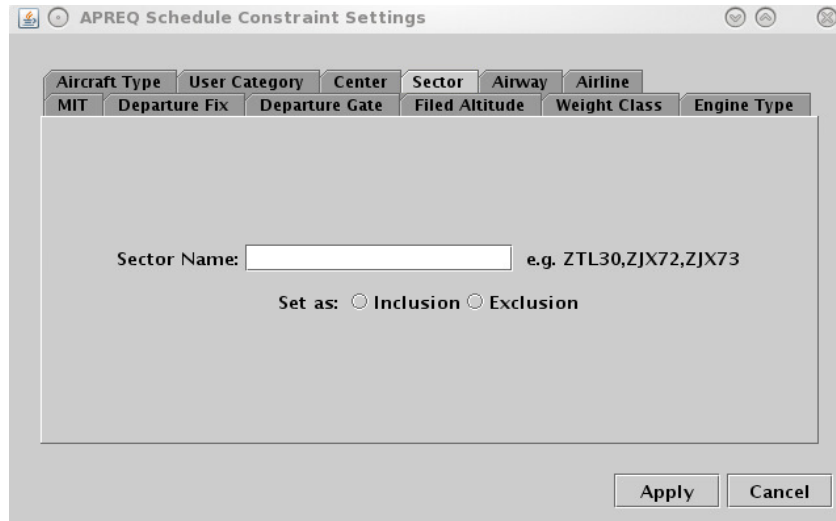 APREQ Schedule Constraint Settings
Aircraft Type User Category Center Sector Airway Airline
MIT Departure Fix Departure Gate Filed Altitude Weight Class Engine Type
Sector Name: e.g. ZTL30,ZJX72,ZJX73
Set as: Inclusion Exclusion
Apply Cancel